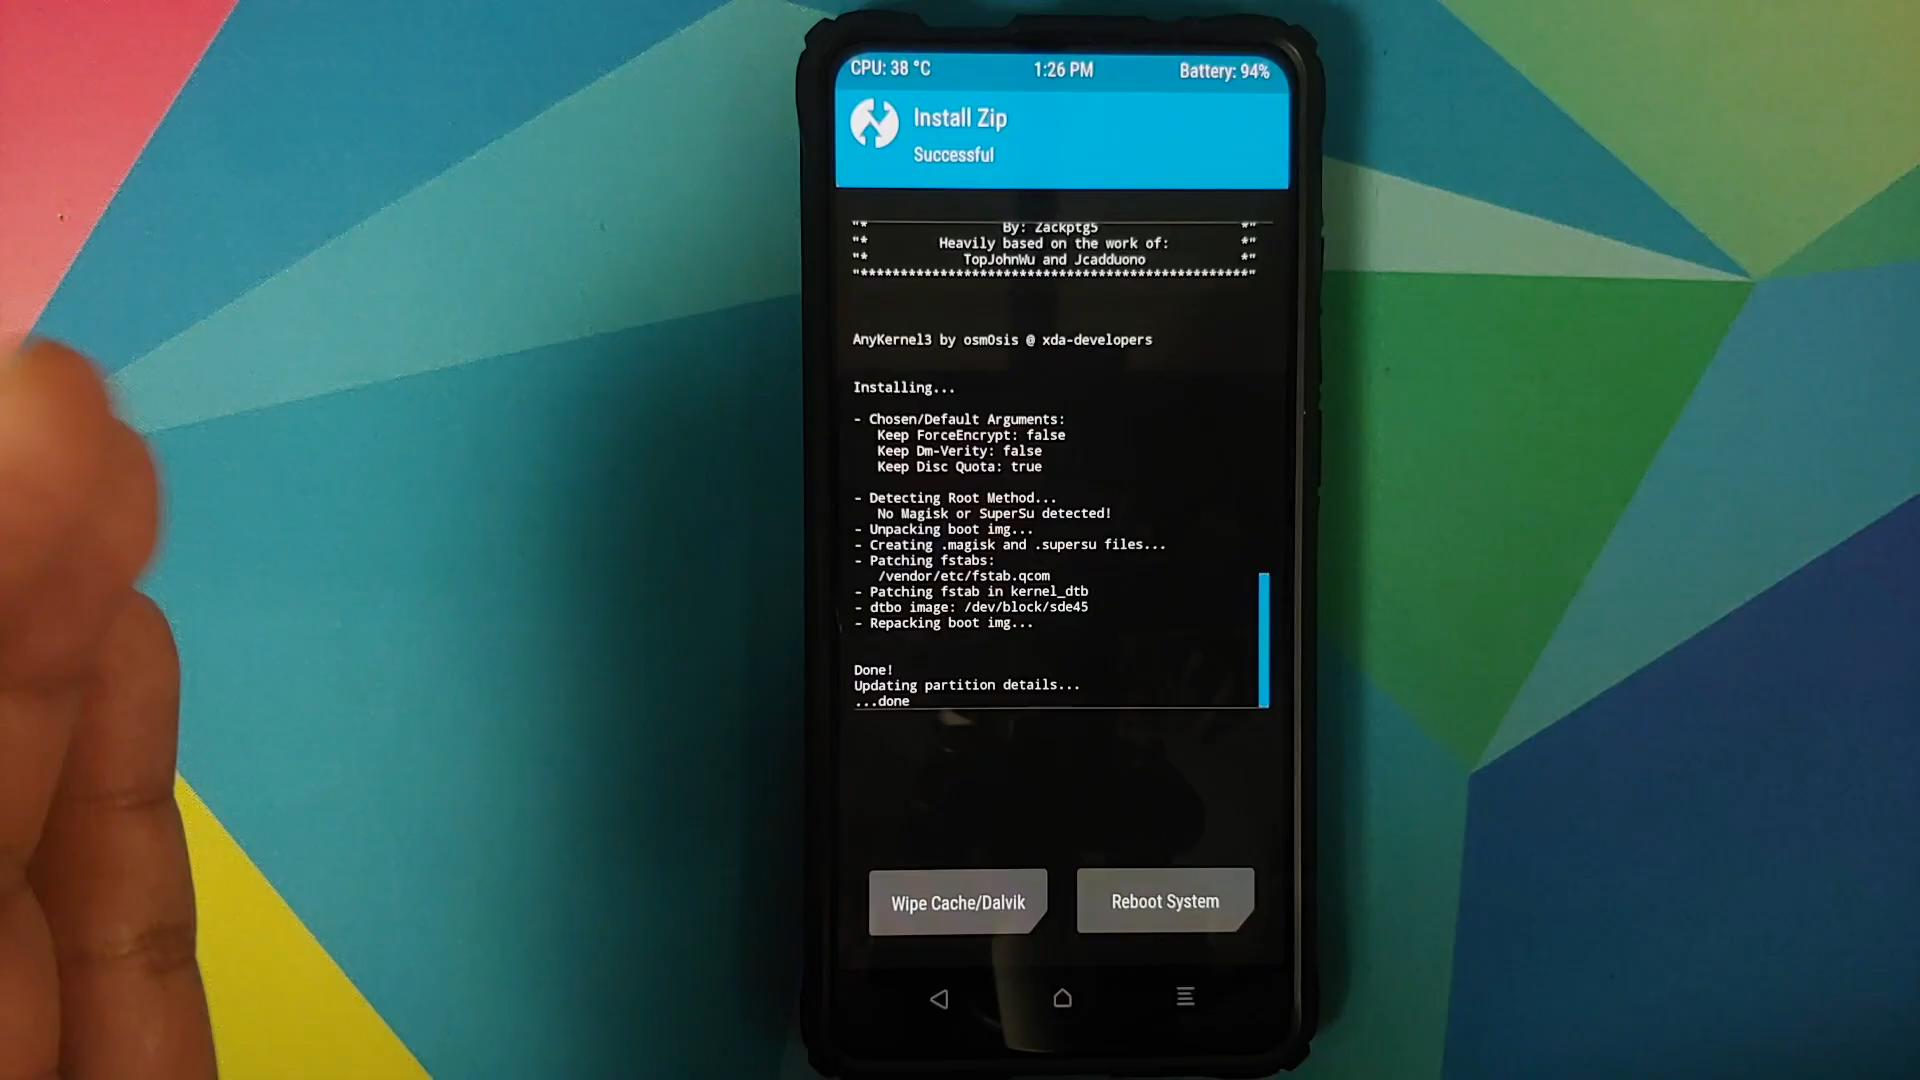 CPU: 38 °C 1:26 PM Battery: 94%
Install Zip
Successful
"* By: Zackptg5 *"
"* Heavily based on the work of: *"
"* TopJohnWu and Jcadduono *"
"**************************************************"
AnyKernel3 by osm0sis @ xda-developers
Installing...
- Chosen/Default Arguments:
Keep ForceEncrypt: false
Keep Dm-Verity: false
Keep Disc Quota: true
- Detecting Root Method...
No Magisk or SuperSu detected!
- Unpacking boot img...
- Creating .magisk and .supersu files...
- Patching fstabs:
/vendor/etc/fstab.qcom
- Patching fstab in kernel_dtb
- dtbo image: /dev/block/sde45
- Repacking boot img...
Done!
Updating partition details...
...done
Wipe Cache/Dalvik Reboot System